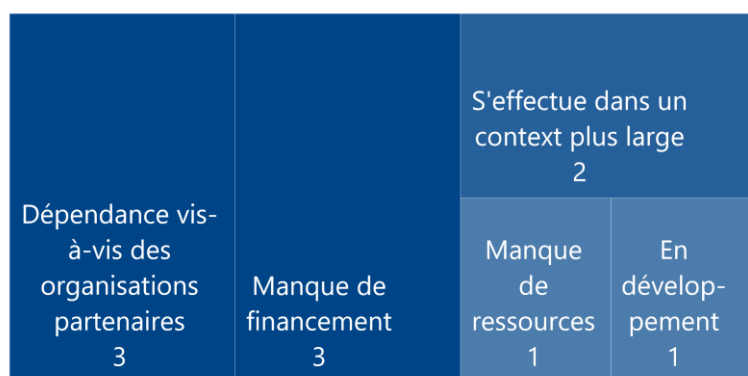 Dépendance vis-
à-vis des
organisations
partenaires
3
Manque de
financement
3
S'effectue dans un
context plus large
2
Manque
de
ressources
1
En
dévelop-
pement
1